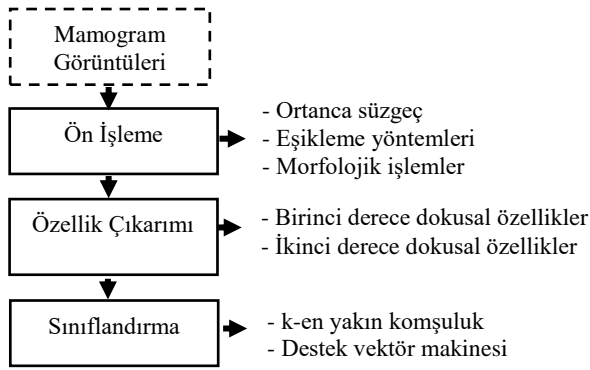 Mamogram
Görüntüleri
Ön İşleme
- Ortanca süzgeç
- Eşikleme yöntemleri
- Morfolojik işlemler
Özellik Çıkarımı
- Birinci derece dokusal özellikler
- İkinci derece dokusal özellikler
Sınıflandırma
- k-en yakın komşuluk
- Destek vektör makinesi